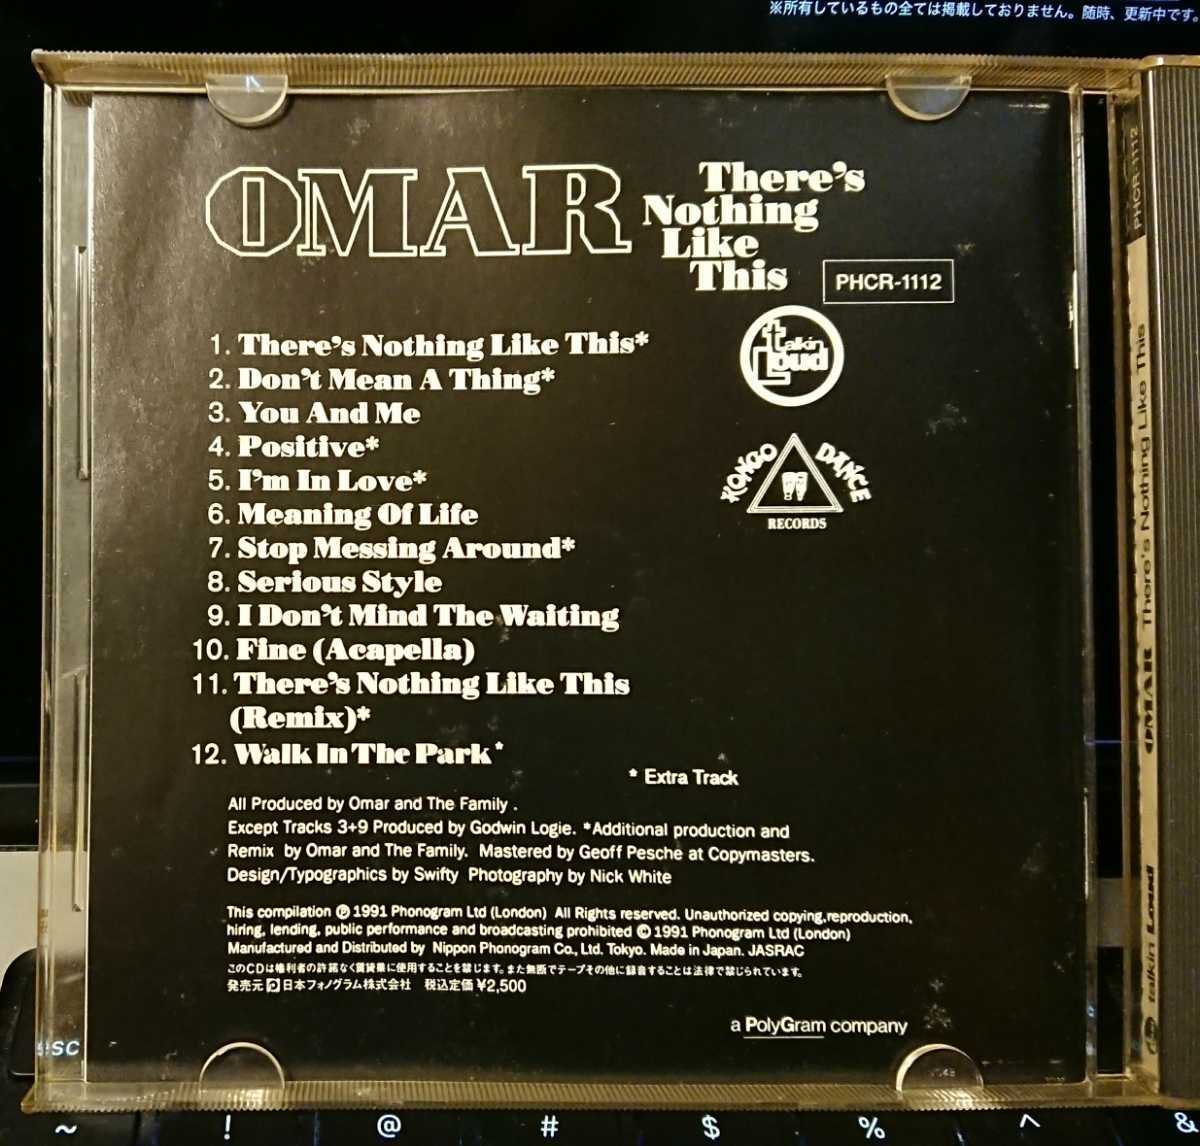 ※所有しているもの全ては掲載しておりません。随時、更新中です。
OMAR
There's
Nothing
Like
This
PHCR-1112
talkin Loud
1. There's Nothing Like This*
2. Don't Mean A Thing*
3. You And Me
4. Positive*
5. I'm In Love*
6. Meaning Of Life
7. Stop Messing Around*
8. Serious Style
9. I Don't Mind The Waiting
10. Fine (Acapella)
11. There's Nothing Like This
(Remix)*
12. Walk In The Park*
KONGO DANCE
RECORDS
* Extra Track
All Produced by Omar and The Family .
Except Tracks 3+9 Produced by Godwin Logie. *Additional production and
Remix by Omar and The Family. Mastered by Geoff Pesche at Copymasters.
Design/Typographics by Swifty Photography by Nick White
This compilation ℗ 1991 Phonogram Ltd (London) All Rights reserved. Unauthorized copying,reproduction,
hiring, lending, public performance and broadcasting prohibited © 1991 Phonogram Ltd (London)
Manufactured and Distributed by Nippon Phonogram Co., Ltd. Tokyo. Made in Japan. JASRAC
このCDは権利者の許諾なく賃貸業に使用することを禁じます。また無断でテープその他に録音することは法律で禁じられています。
発売元 日本フォノグラム株式会社 税込定価¥2,500
a PolyGram company
PHCR-1112
OMAR There's Nothing Like This
talkin Loud
esc
~ ! @ # $ % ^ &